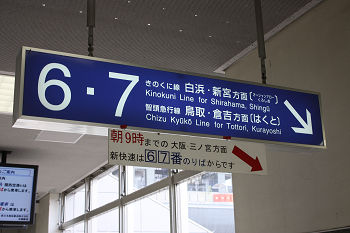 6・7
きのくに線 白浜・新宮方面
Kinokuni Line for Shirahama, Shingū
智頭急行線 鳥取・倉吉方面(はくと)
Chizu Kyūkō Line for Tottori, Kurayoshi
朝9時までの 大阪 三ノ宮方面
新快速は67番のりばからです